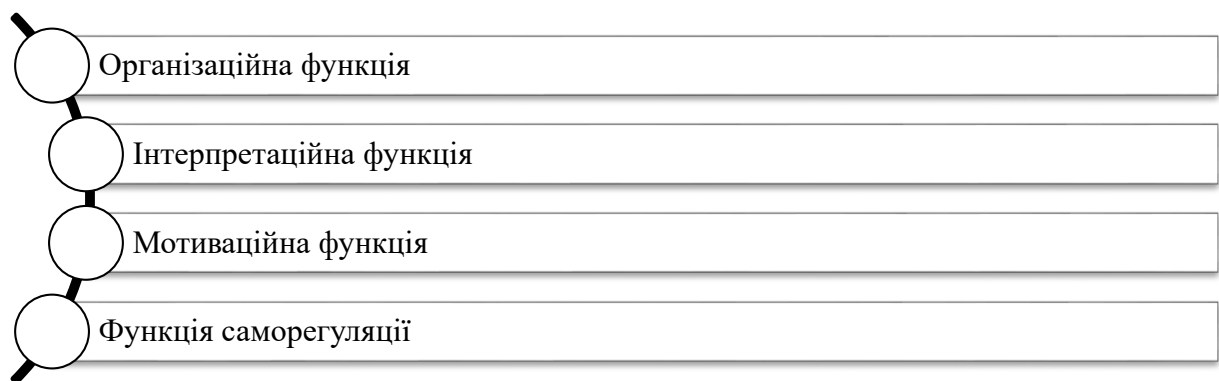 Організаційна функція
Інтерпретаційна функція
Мотиваційна функція
Функція саморегуляції